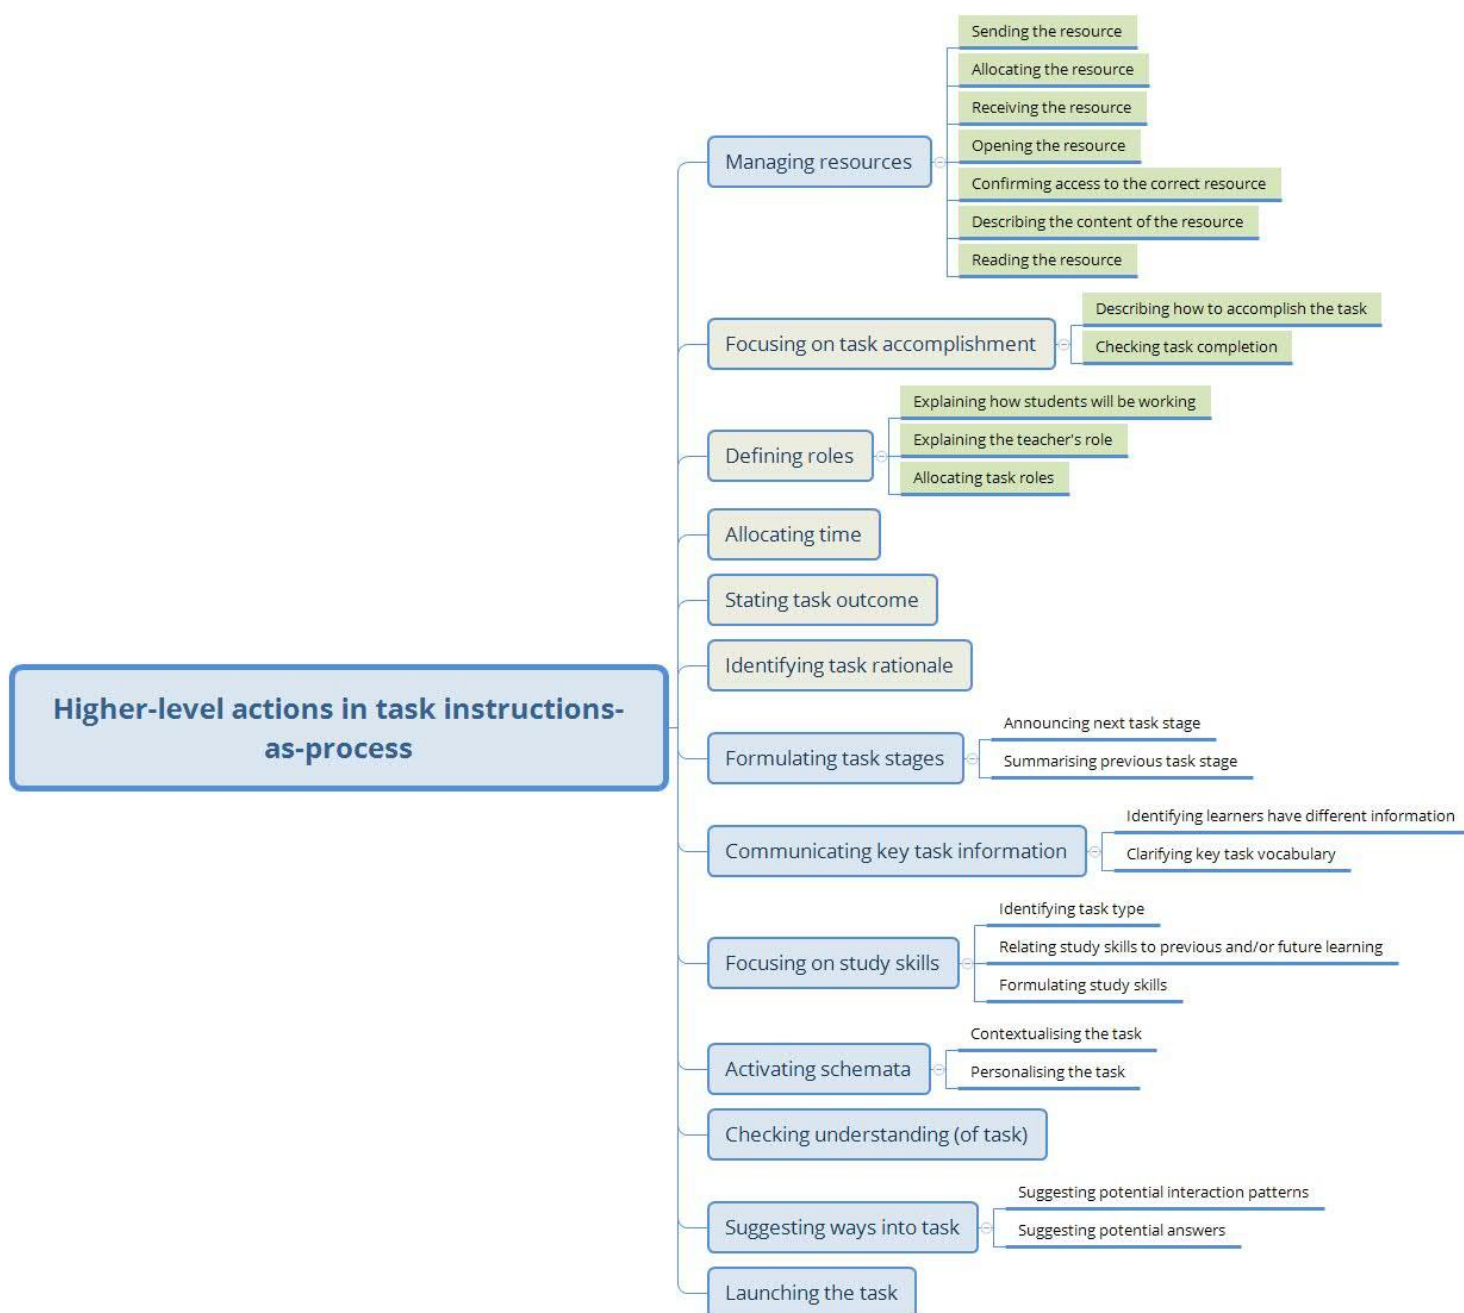 Higher-level actions in task instructions-
as-process
Managing resources
Sending the resource
Allocating the resource
Receiving the resource
Opening the resource
Confirming access to the correct resource
Describing the content of the resource
Reading the resource
Focusing on task accomplishment
Describing how to accomplish the task
Checking task completion
Defining roles
Explaining how students will be working
Explaining the teacher's role
Allocating task roles
Allocating time
Stating task outcome
Identifying task rationale
Formulating task stages
Announcing next task stage
Summarising previous task stage
Communicating key task information
Identifying learners have different information
Clarifying key task vocabulary
Focusing on study skills
Identifying task type
Relating study skills to previous and/or future learning
Formulating study skills
Activating schemata
Contextualising the task
Personalising the task
Checking understanding (of task)
Suggesting ways into task
Suggesting potential interaction patterns
Suggesting potential answers
Launching the task